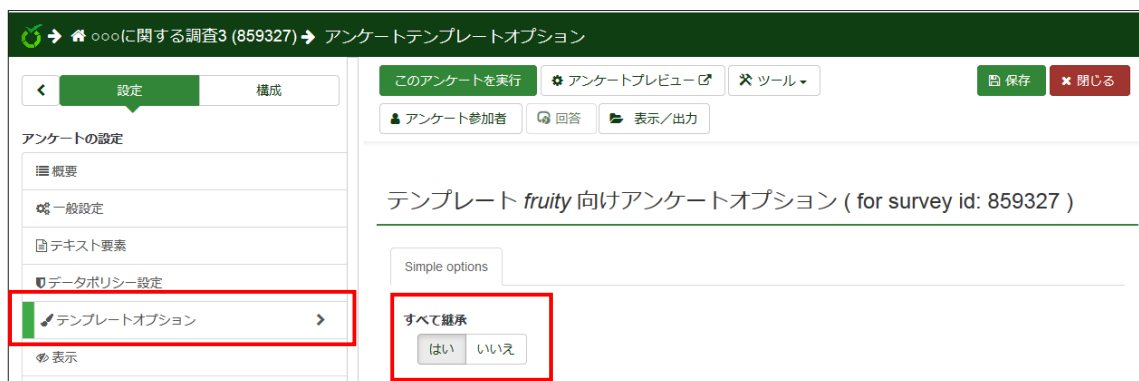 ○○○に関する調査3 (859327) アンケートテンプレートオプション
設定 構成
アンケートの設定
概要
一般設定
テキスト要素
データポリシー設定
テンプレートオプション
表示
このアンケートを実行 アンケートプレビュー ツール 保存 閉じる
アンケート参加者 回答 表示／出力
テンプレート fruity 向けアンケートオプション ( for survey id: 859327 )
Simple options
すべて継承
はい いいえ